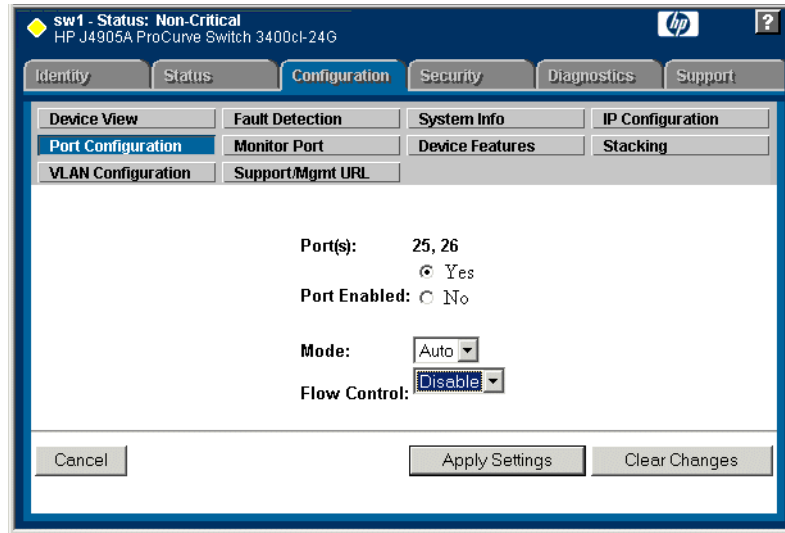 sw1 - Status: Non-Critical
HP J4905A ProCurve Switch 3400cl-24G
hp
?
Identity Status Configuration Security Diagnostics Support
Device View Fault Detection System Info IP Configuration
Port Configuration Monitor Port Device Features Stacking
VLAN Configuration Support/Mgmt URL
Port(s): 25, 26
Yes
Port Enabled: No
Mode: Auto
Flow Control: Disable
Cancel Apply Settings Clear Changes